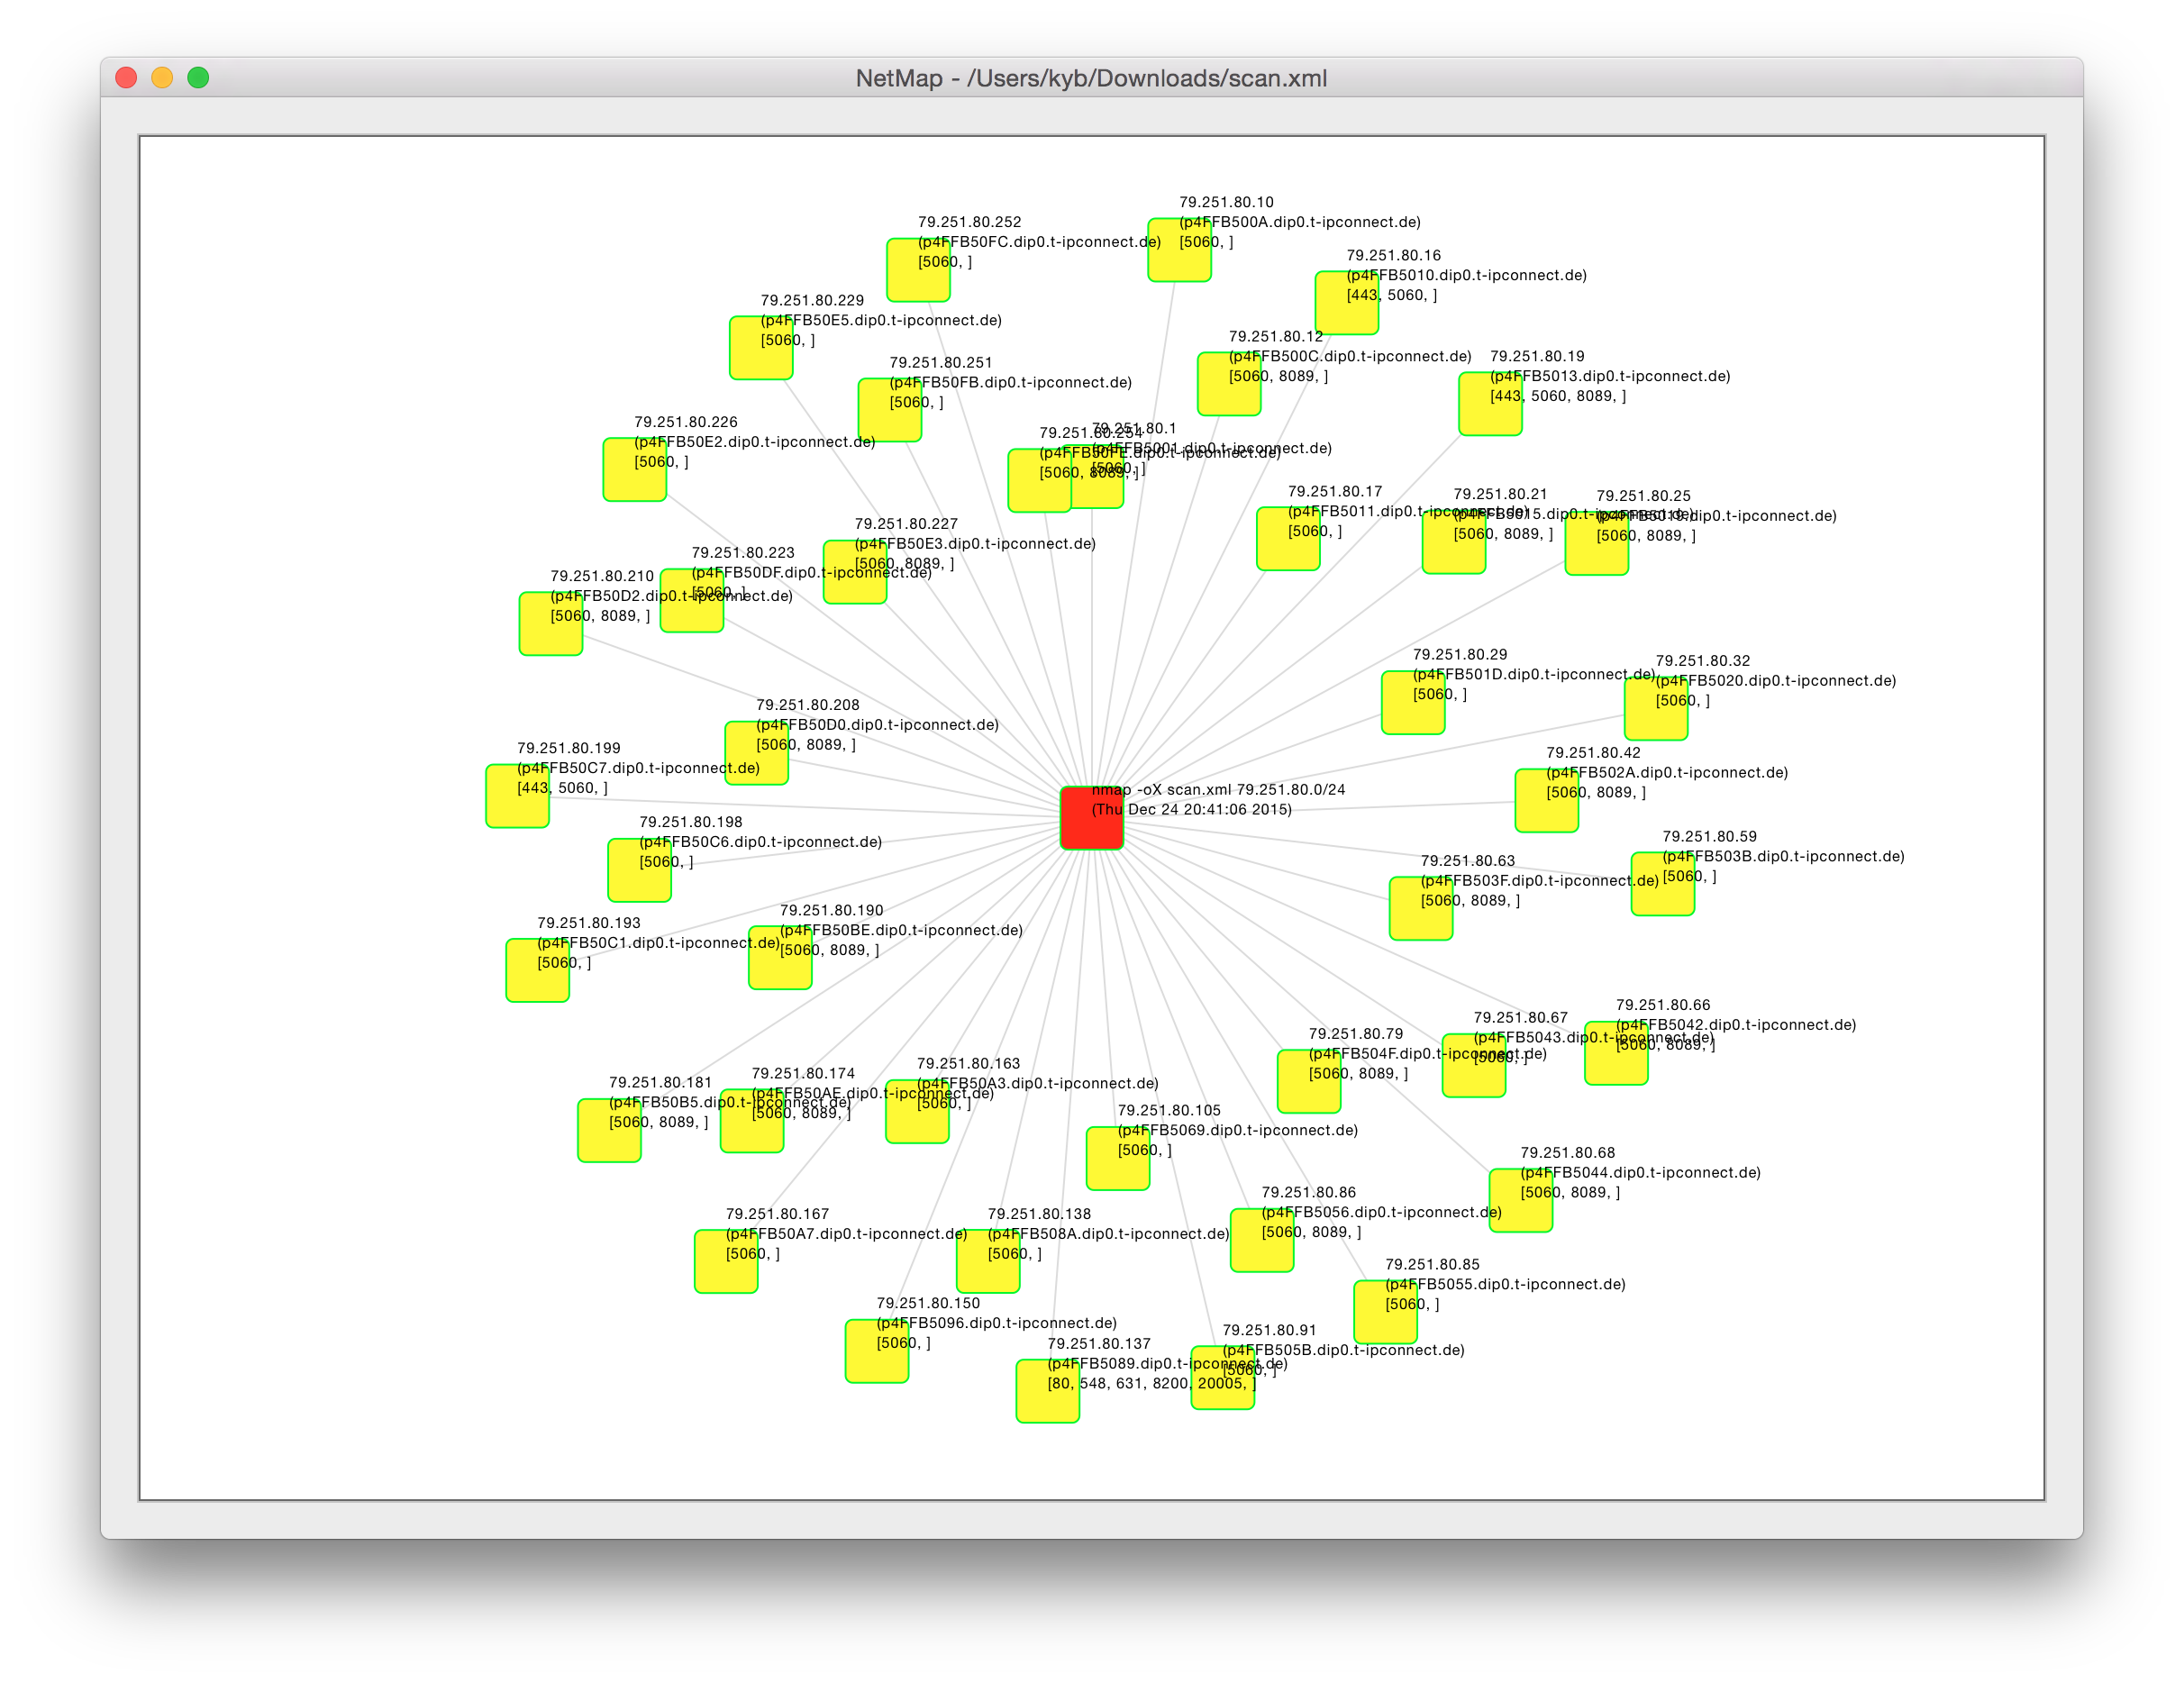 NetMap - /Users/kyb/Downloads/scan.xml
79.251.80.10
(p4FFB500A.dip0.t-ipconnect.de)
[5060, ]
79.251.80.252
(p4FFB50FC.dip0.t-ipconnect.de)
[5060, ]
79.251.80.16
(p4FFB5010.dip0.t-ipconnect.de)
[443, 5060, ]
79.251.80.229
(p4FFB50E5.dip0.t-ipconnect.de)
[5060, ]
79.251.80.12
(p4FFB500C.dip0.t-ipconnect.de)
[5060, 8089, ]
79.251.80.19
(p4FFB5013.dip0.t-ipconnect.de)
[443, 5060, 8089, ]
79.251.80.251
(p4FFB50FB.dip0.t-ipconnect.de)
[5060, ]
79.251.80.226
(p4FFB50E2.dip0.t-ipconnect.de)
[5060, ]
79.251.80.254
(p4FFB50FE.dip0.t-ipconnect.de)
[5060, 8089, ]
79.251.80.1
(p4FFB5001.dip0.t-ipconnect.de)
[5060, ]
79.251.80.17
(p4FFB5011.dip0.t-ipconnect.de)
[5060, ]
79.251.80.21
(p4FFB5015.dip0.t-ipconnect.de)
[5060, 8089, ]
79.251.80.25
(p4FFB5019.dip0.t-ipconnect.de)
[5060, 8089, ]
79.251.80.227
(p4FFB50E3.dip0.t-ipconnect.de)
[5060, 8089, ]
79.251.80.223
(p4FFB50DF.dip0.t-ipconnect.de)
[5060, ]
79.251.80.210
(p4FFB50D2.dip0.t-ipconnect.de)
[5060, 8089, ]
79.251.80.29
(p4FFB501D.dip0.t-ipconnect.de)
[5060, ]
79.251.80.32
(p4FFB5020.dip0.t-ipconnect.de)
[5060, ]
79.251.80.208
(p4FFB50D0.dip0.t-ipconnect.de)
[5060, 8089, ]
79.251.80.199
(p4FFB50C7.dip0.t-ipconnect.de)
[443, 5060, ]
79.251.80.42
(p4FFB502A.dip0.t-ipconnect.de)
[5060, 8089, ]
nmap -oX scan.xml 79.251.80.0/24
(Thu Dec 24 20:41:06 2015)
79.251.80.198
(p4FFB50C6.dip0.t-ipconnect.de)
[5060, ]
79.251.80.59
(p4FFB503B.dip0.t-ipconnect.de)
[5060, ]
79.251.80.63
(p4FFB503F.dip0.t-ipconnect.de)
[5060, 8089, ]
79.251.80.190
(p4FFB50BE.dip0.t-ipconnect.de)
[5060, 8089, ]
79.251.80.193
(p4FFB50C1.dip0.t-ipconnect.de)
[5060, ]
79.251.80.66
(p4FFB5042.dip0.t-ipconnect.de)
[5060, 8089, ]
79.251.80.67
(p4FFB5043.dip0.t-ipconnect.de)
[5060, ]
79.251.80.79
(p4FFB504F.dip0.t-ipconnect.de)
[5060, 8089, ]
79.251.80.163
(p4FFB50A3.dip0.t-ipconnect.de)
[5060, ]
79.251.80.174
(p4FFB50AE.dip0.t-ipconnect.de)
[5060, 8089, ]
79.251.80.181
(p4FFB50B5.dip0.t-ipconnect.de)
[5060, 8089, ]
79.251.80.105
(p4FFB5069.dip0.t-ipconnect.de)
[5060, ]
79.251.80.68
(p4FFB5044.dip0.t-ipconnect.de)
[5060, 8089, ]
79.251.80.86
(p4FFB5056.dip0.t-ipconnect.de)
[5060, 8089, ]
79.251.80.167
(p4FFB50A7.dip0.t-ipconnect.de)
[5060, ]
79.251.80.138
(p4FFB508A.dip0.t-ipconnect.de)
[5060, ]
79.251.80.85
(p4FFB5055.dip0.t-ipconnect.de)
[5060, ]
79.251.80.150
(p4FFB5096.dip0.t-ipconnect.de)
[5060, ]
79.251.80.91
(p4FFB505B.dip0.t-ipconnect.de)
[5060, ]
79.251.80.137
(p4FFB5089.dip0.t-ipconnect.de)
[80, 548, 631, 8200, 20005, ]